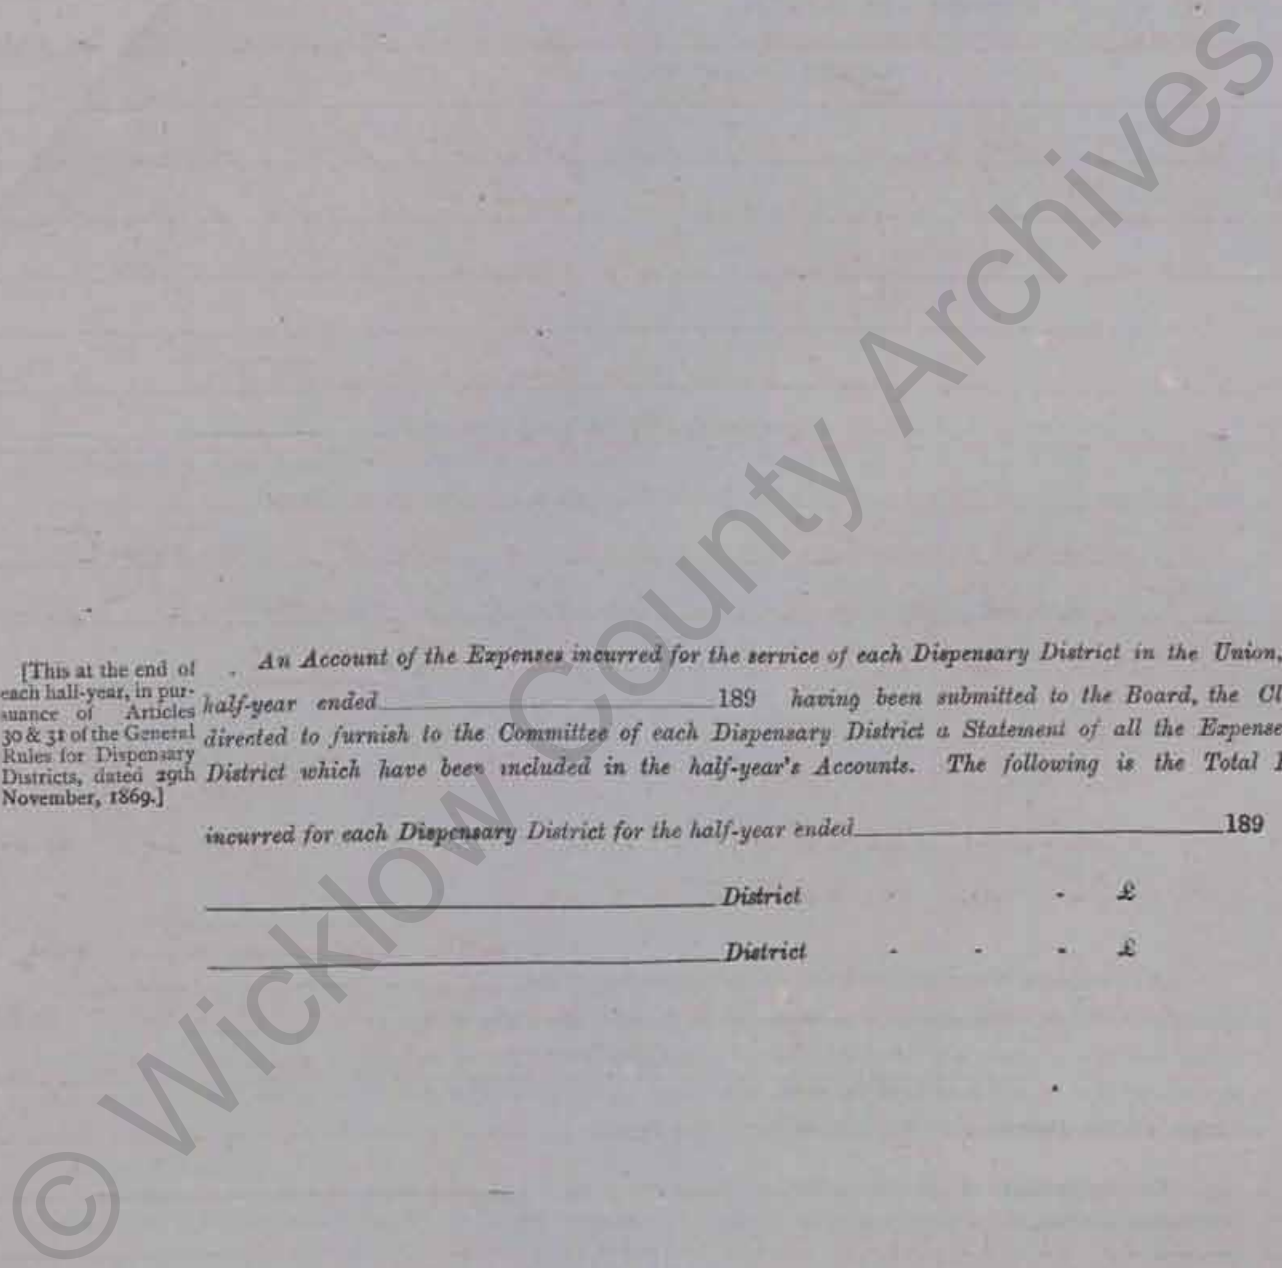 [This at the end of
each half-year, in pur-
suance of Articles
30 & 31 of the General
Rules for Dispensary
Districts, dated 29th
November, 1869.]
An Account of the Expenses incurred for the service of each Dispensary District in the Union,
half-year ended 189 having been submitted to the Board, the Cl
directed to furnish to the Committee of each Dispensary District a Statement of all the Expense
District which have been included in the half-year's Accounts. The following is the Total
incurred for each Dispensary District for the half-year ended 189
District - - - £
District - - - £
© Wicklow County Archives